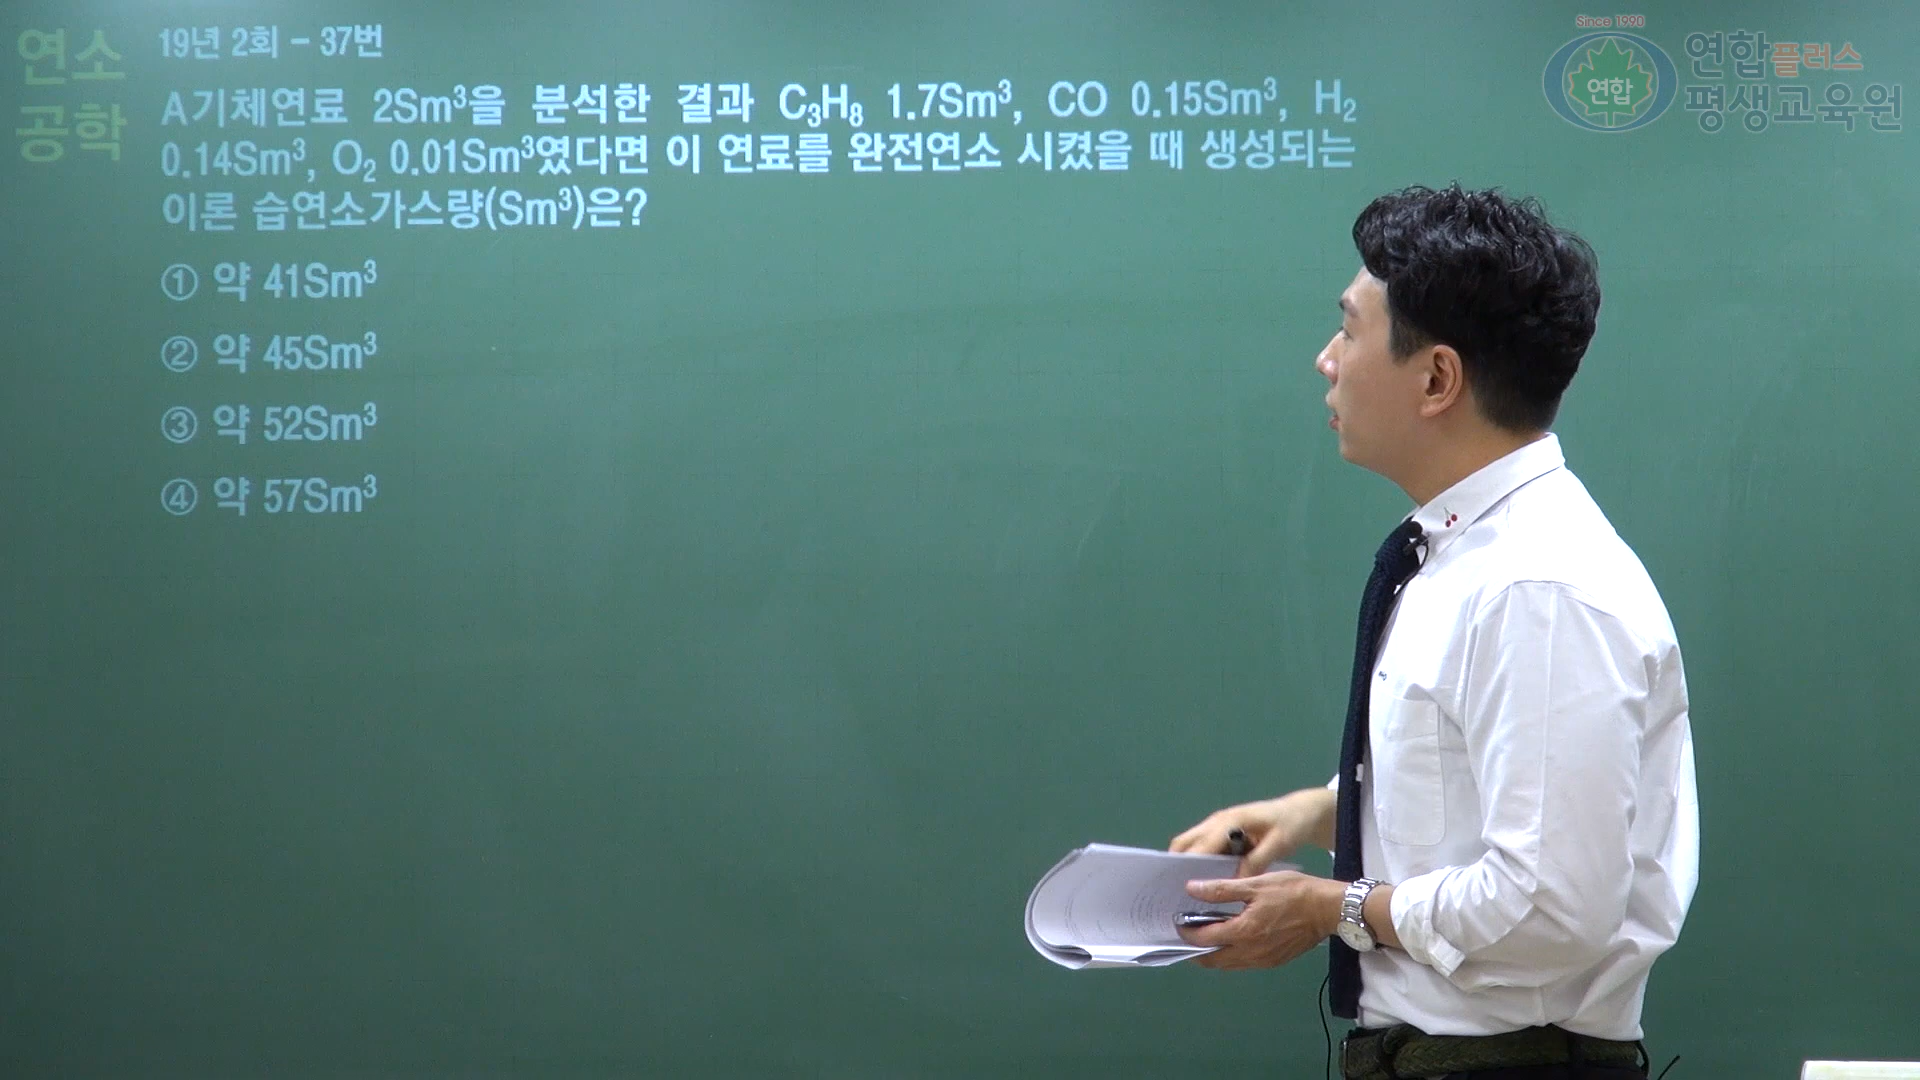 연소
공학
19년 2회 – 37번
A기체연료 2Sm³을 분석한 결과 C₃H₈ 1.7Sm³, CO 0.15Sm³, H₂
0.14Sm³, O₂ 0.01Sm³였다면 이 연료를 완전연소 시켰을 때 생성되는
이론 습연소가스량(Sm³)은?
① 약 41Sm³
② 약 45Sm³
③ 약 52Sm³
④ 약 57Sm³
Since 1990
연합
연합플러스
평생교육원